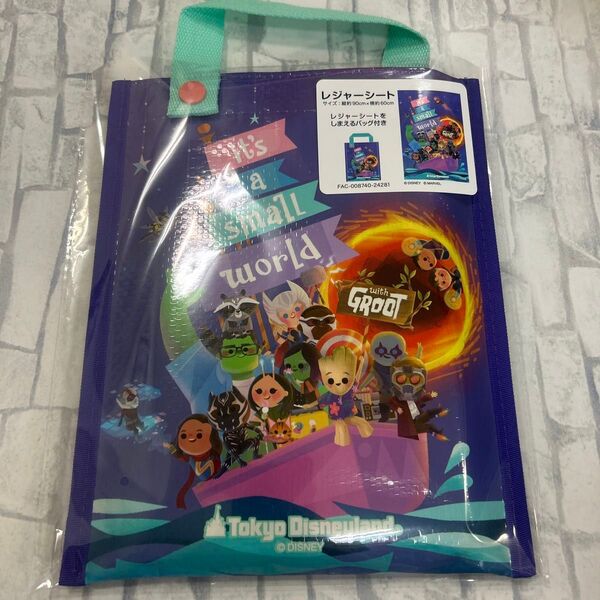 it's
a
small
world
with
GROOT
Tokyo Disneyland
© DISNEY
レジャーシート
サイズ:縦約90cm×横約60cm
レジャーシートを
しまえるバッグ付き
FAC-008740-24281
© DISNEY © MARVEL